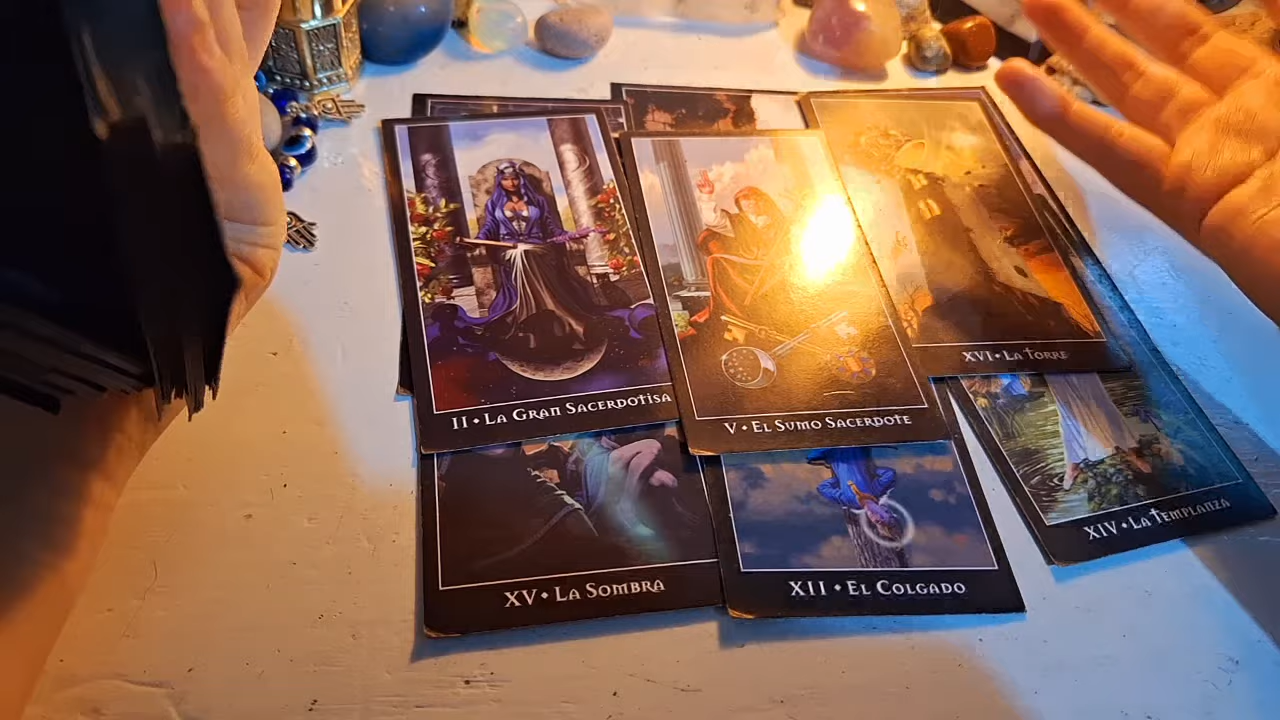 II • La Gran Sacerdotisa
V • El Sumo Sacerdote
XVI • La Torre
XV • La Sombra
XII • El Colgado
XIV • La Templanza